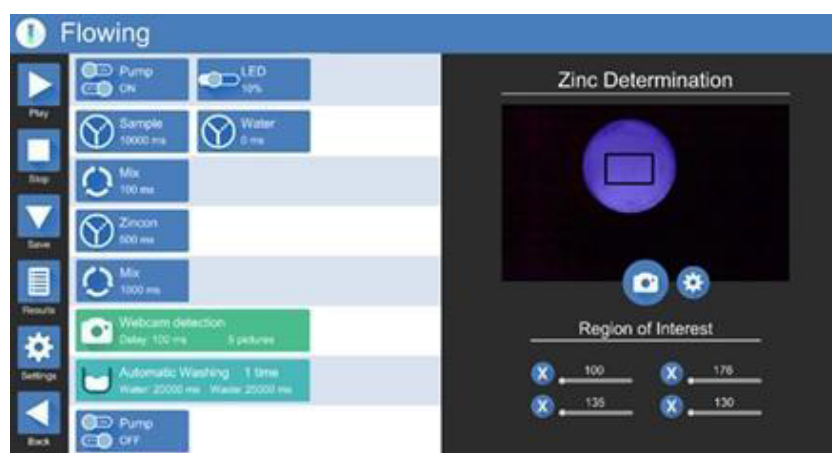 Flowing
Play
Stop
Save
Results
Settings
Back
Pump
ON
LED
10%
Sample
10000 ms
Water
0 ms
Mix
100 ms
Zincon
500 ms
Mix
1000 ms
Webcam detection
Delay: 100 ms 5 pictures
Automatic Washing 1 time
Water: 20000 ms Waste: 25000 ms
Pump
OFF
Zinc Determination
Region of Interest
X 100 X 176
X 135 X 130